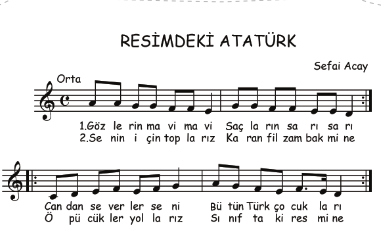 RESİMDEKİ ATATÜRK
Sefai Acay
Orta
1.Göz le rin ma vi ma vi Saç la rın sa rı sa rı
2.Se nin i çin top la rız Ka ran fil zam bak mi ne
Can dan se ver ler se ni Bü tün Türk ço cuk la rı
Ö pü cük ler yol la rız Sı nıf ta ki res mi ne